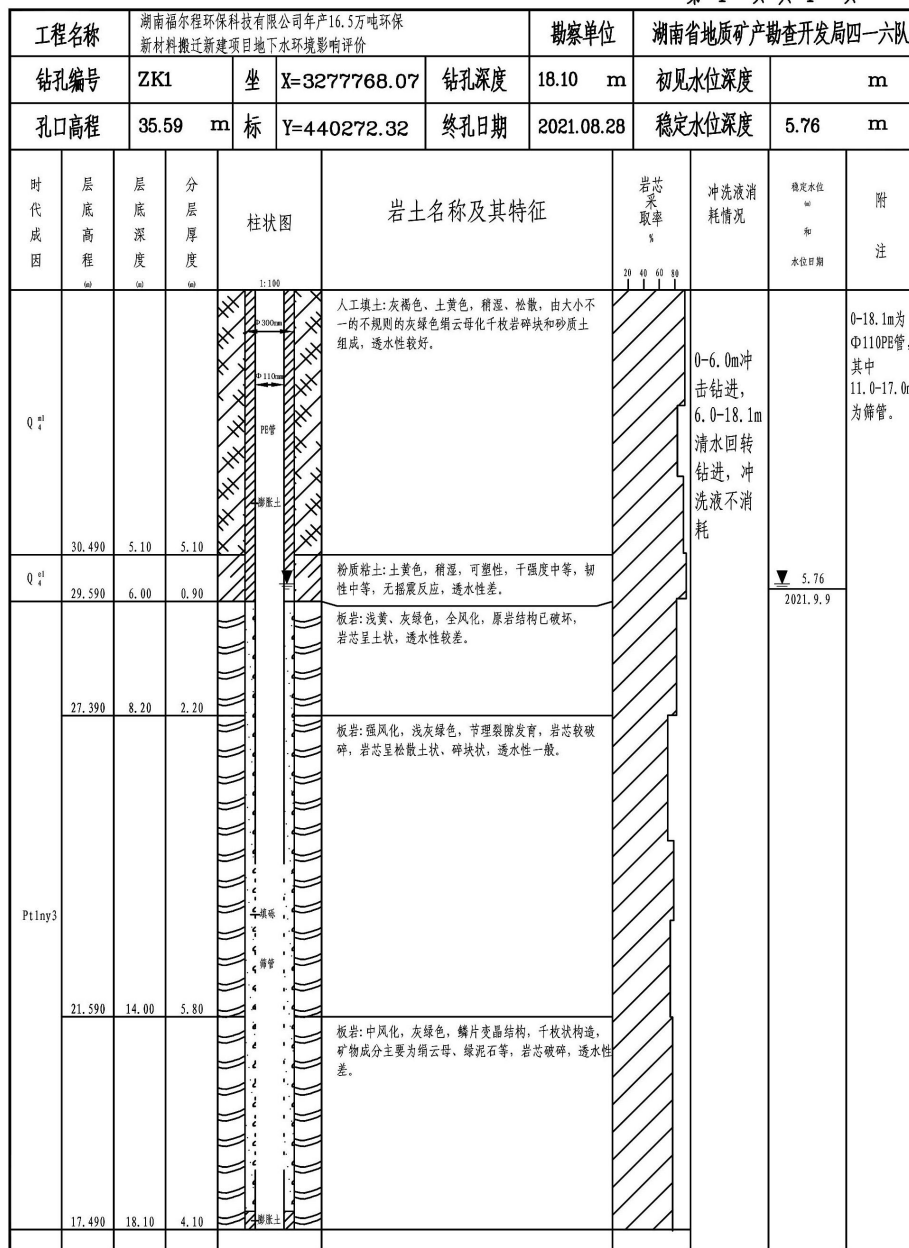 工程名称
湖南福尔程环保科技有限公司年产16.5万吨环保
新材料搬迁新建项目地下水环境影响评价
勘察单位
湖南省地质矿产勘查开发局四一六队
钻孔编号 ZK1 坐 X=3277768.07 钻孔深度 18.10 m 初见水位深度 m
孔口高程 35.59 m 标 Y=440272.32 终孔日期 2021.08.28 稳定水位深度 5.76 m
时代成因
层底高程 (m)
层底深度 (m)
分层厚度 (m)
柱状图
1:100
岩土名称及其特征
岩芯采取率 %
20 40 60 80
冲洗液消
耗情况
稳定水位
(m)
和
水位日期
附注
Q4ml
30.490 5.10 5.10
Φ300mm
Φ110mm
PE管
膨胀土
人工填土:灰褐色、土黄色,稍湿、松散,由大小不
一的不规则的灰绿色绢云母化千枚岩碎块和砂质土
组成,透水性较好。
0-6.0m冲
击钻进,
6.0-18.1m
清水回转
钻进,冲
洗液不消
耗
0-18.1m为
Φ110PE管,
其中
11.0-17.0m
为筛管。
Q4el
29.590 6.00 0.90
粉质粘土:土黄色,稍湿,可塑性,干强度中等,韧
性中等,无摇震反应,透水性差。
5.76
2021.9.9
Pt1ny3
27.390 8.20 2.20
板岩:浅黄、灰绿色,全风化,原岩结构已破坏,
岩芯呈土状,透水性较差。
21.590 14.00 5.80
填砾
筛管
板岩:强风化,浅灰绿色,节理裂隙发育,岩芯较破
碎,岩芯呈松散土状、碎块状,透水性一般。
17.490 18.10 4.10
膨胀土
板岩:中风化,灰绿色,鳞片变晶结构,千枚状构造,
矿物成分主要为绢云母、绿泥石等,岩芯破碎,透水性
差。